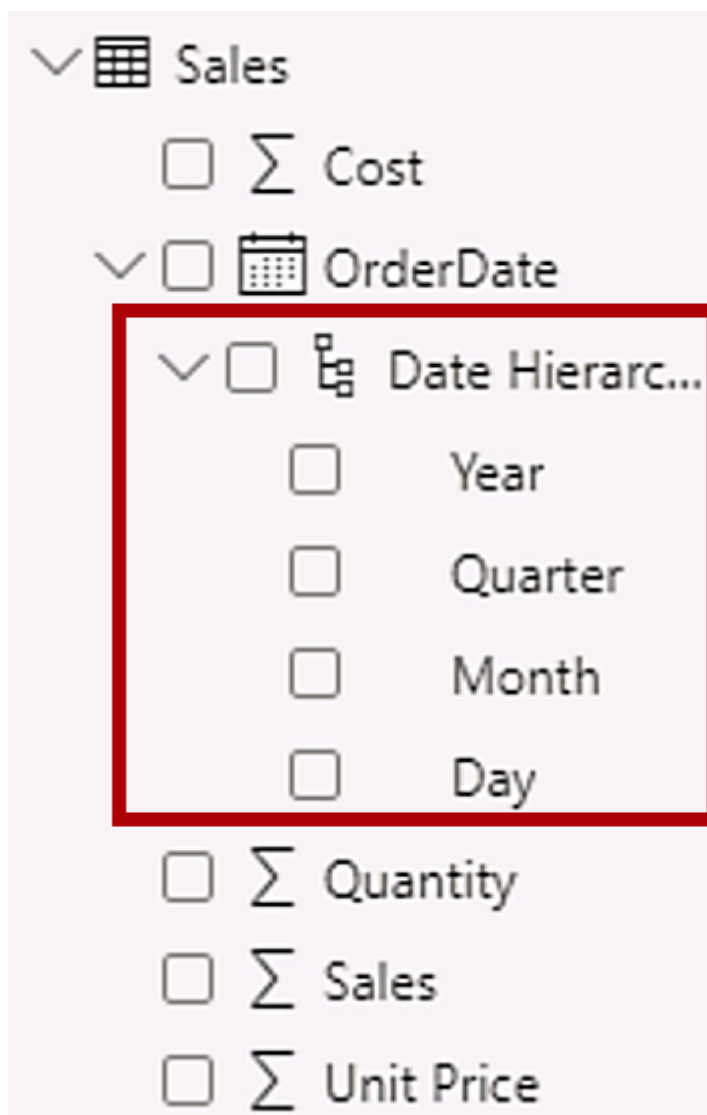 Sales
Cost
OrderDate
Date Hierarc...
Year
Quarter
Month
Day
Quantity
Sales
Unit Price